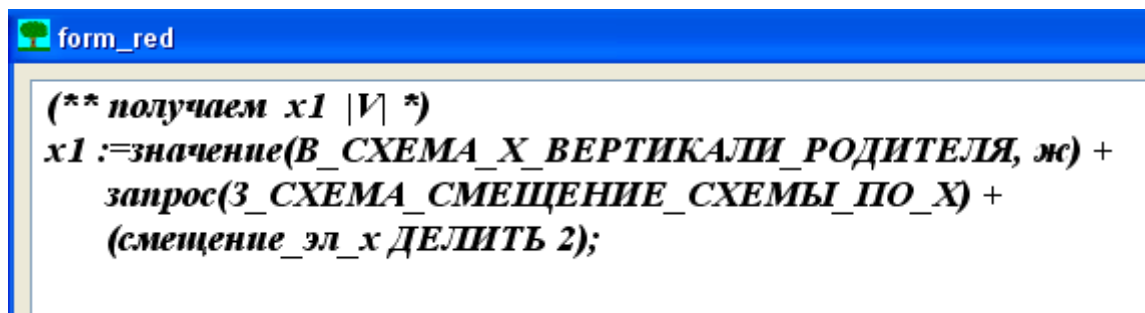 form_red
(** получаем x1 |V| *)
x1 :=значение(В_СХЕМА_Х_ВЕРТИКАЛИ_РОДИТЕЛЯ, ж) +
запрос(З_СХЕМА_СМЕЩЕНИЕ_СХЕМЫ_ПО_Х) +
(смещение_эл_х ДЕЛИТЬ 2);